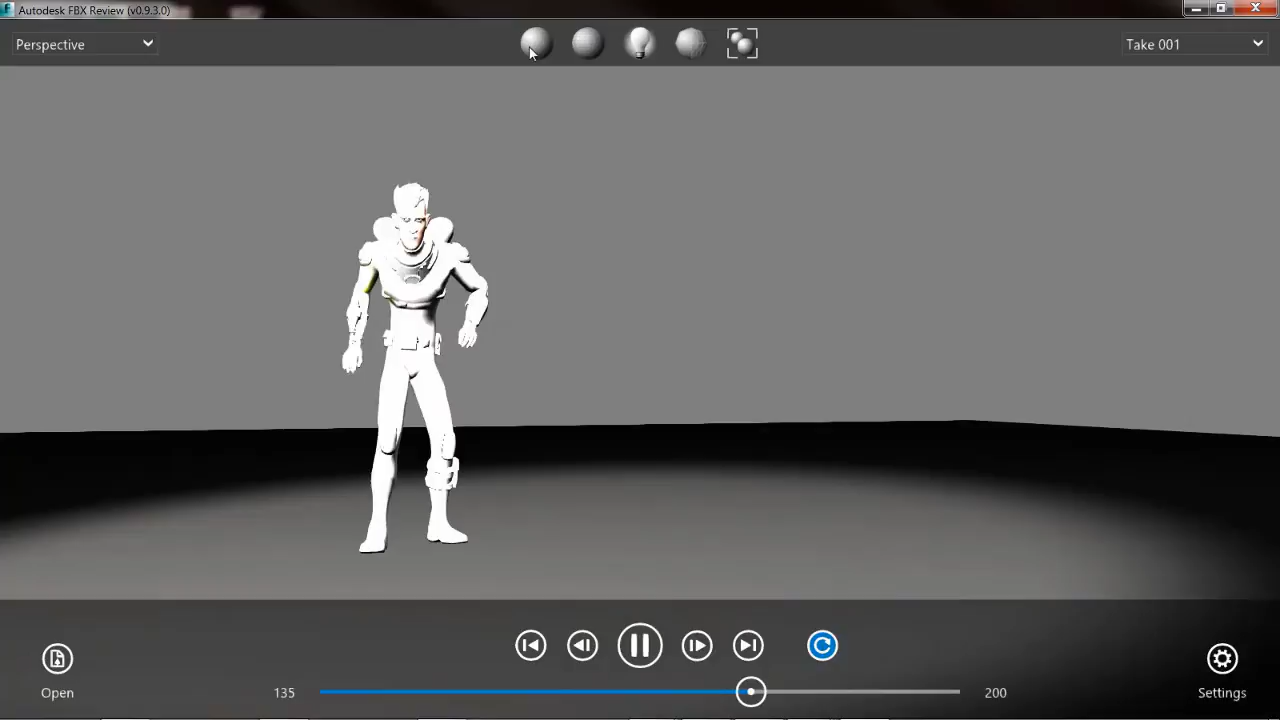 Autodesk FBX Review (v0.9.3.0)
Perspective
Take 001
135
200
Open
Settings